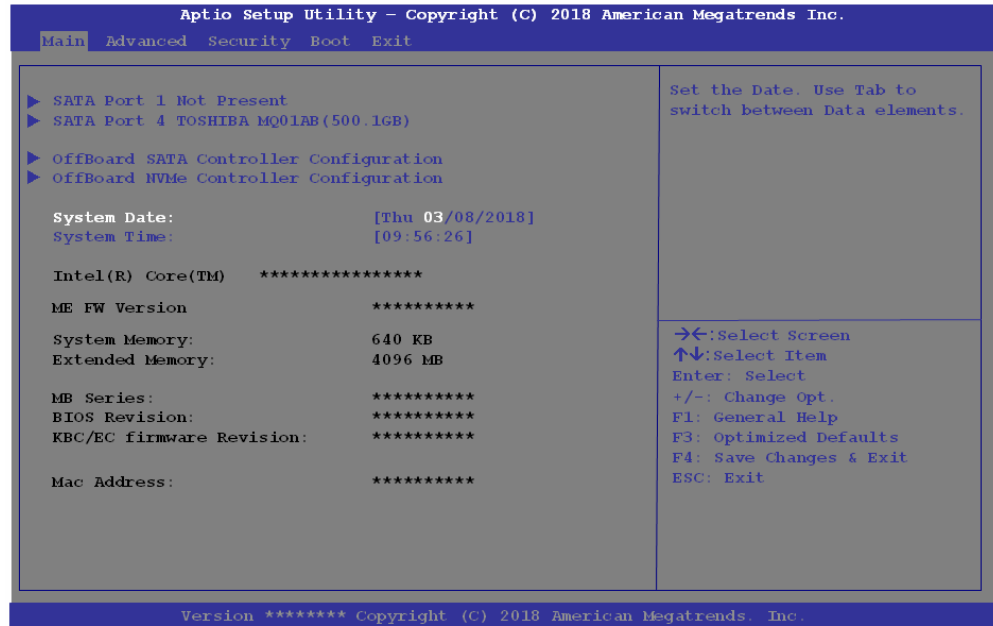 Aptio Setup Utility – Copyright (C) 2018 American Megatrends Inc.
Main Advanced Security Boot Exit
SATA Port 1 Not Present
SATA Port 4 TOSHIBA MQ01AB(500.1GB)
OffBoard SATA Controller Configuration
OffBoard NVMe Controller Configuration
System Date: [Thu 03/08/2018]
System Time: [09:56:26]
Intel(R) Core(TM) ****************
ME FW Version **********
System Memory: 640 KB
Extended Memory: 4096 MB
MB Series: **********
BIOS Revision: **********
KBC/EC firmware Revision: **********
Mac Address: **********
Set the Date. Use Tab to
switch between Data elements.
→←:Select Screen
↑↓:Select Item
Enter: Select
+/-: Change Opt.
F1: General Help
F3: Optimized Defaults
F4: Save Changes & Exit
ESC: Exit
Version ******** Copyright (C) 2018 American Megatrends. Inc.